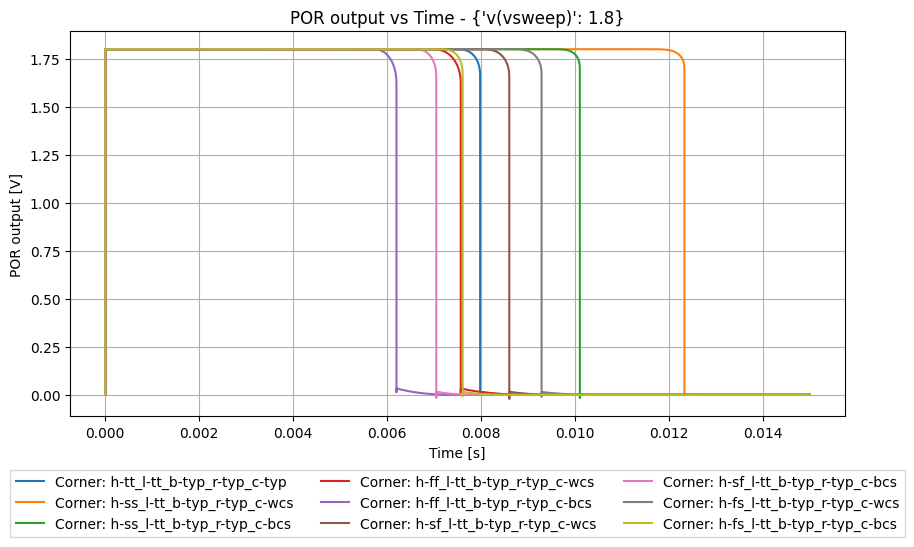 POR output vs Time - {'v(vsweep)': 1.8}
POR output [V]
1.75
1.50
1.25
1.00
0.75
0.50
0.25
0.00
0.000 0.002 0.004 0.006 0.008 0.010 0.012 0.014
Time [s]
Corner: h-tt_l-tt_b-typ_r-typ_c-typ Corner: h-ff_l-tt_b-typ_r-typ_c-wcs Corner: h-sf_l-tt_b-typ_r-typ_c-bcs
Corner: h-ss_l-tt_b-typ_r-typ_c-wcs Corner: h-ff_l-tt_b-typ_r-typ_c-bcs Corner: h-fs_l-tt_b-typ_r-typ_c-wcs
Corner: h-ss_l-tt_b-typ_r-typ_c-bcs Corner: h-sf_l-tt_b-typ_r-typ_c-wcs Corner: h-fs_l-tt_b-typ_r-typ_c-bcs